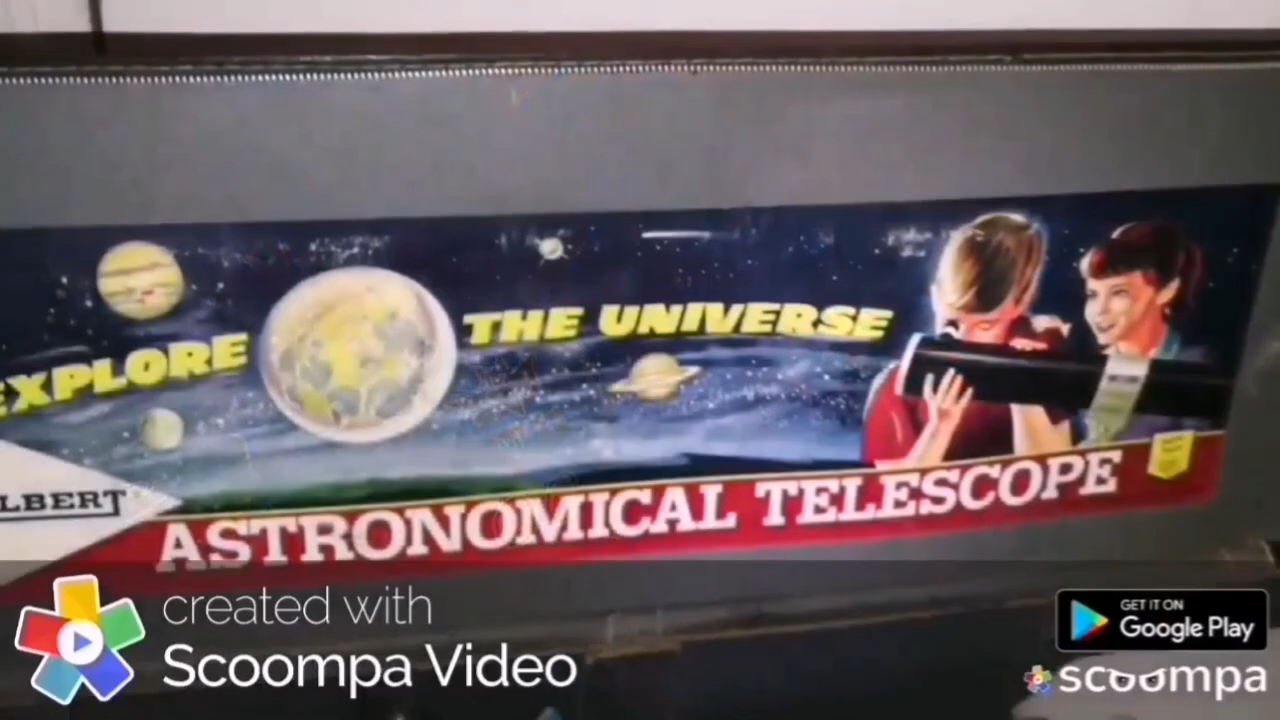 EXPLORE
THE UNIVERSE
LBERT
ASTRONOMICAL TELESCOPE
created with
Scoompa Video
GET IT ON
Google Play
scoompa